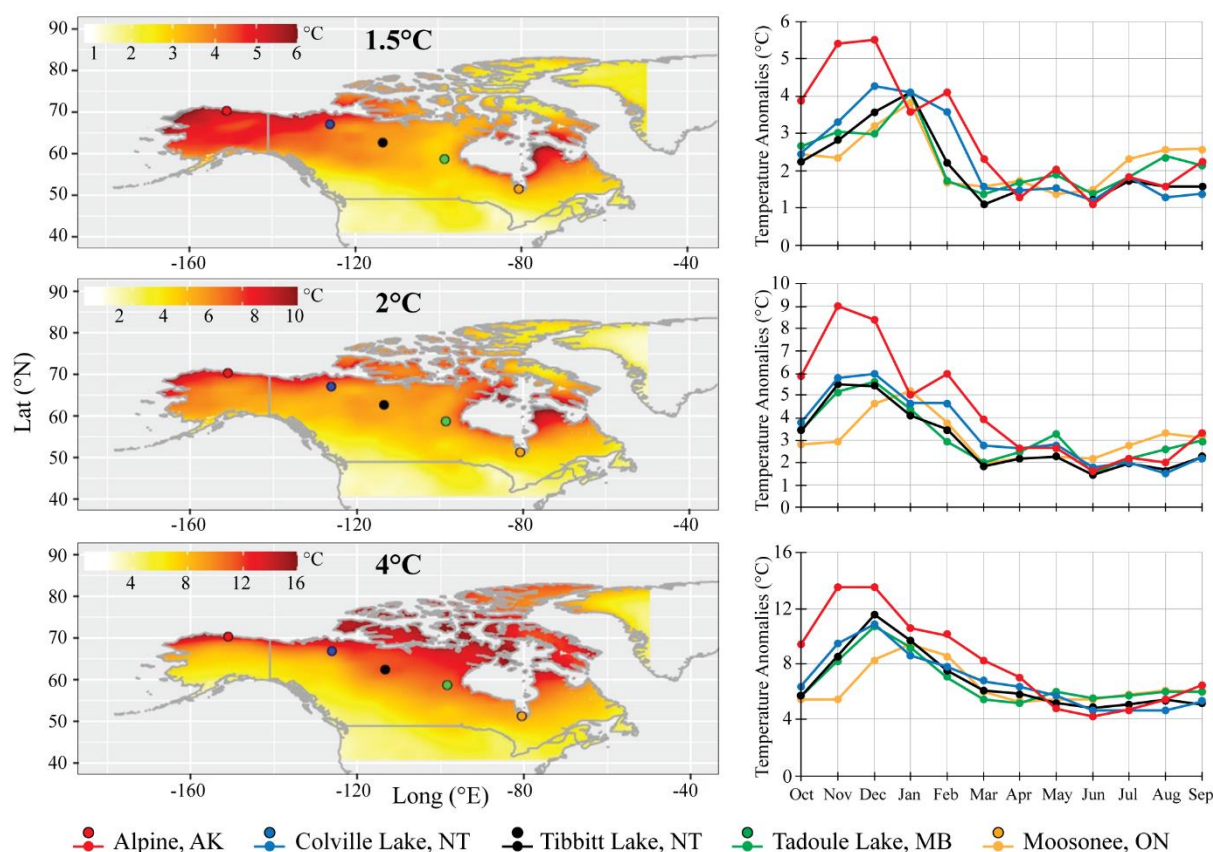 90
80
70
60
50
40
1 2 3 4 5 6
°C
1.5°C
-160 -120 -80 -40
Temperature Anomalies (°C)
6
5
4
3
2
1
0
Lat (°N)
90
80
70
60
50
40
2 4 6 8 10
°C
2°C
-160 -120 -80 -40
Temperature Anomalies (°C)
10
9
8
7
6
5
4
3
2
1
0
90
80
70
60
50
40
4 8 12 16
°C
4°C
-160 -120 -80 -40
Long (°E)
Temperature Anomalies (°C)
16
12
8
4
0
Oct Nov Dec Jan Feb Mar Apr May Jun Jul Aug Sep
Alpine, AK Colville Lake, NT Tibbitt Lake, NT Tadoule Lake, MB Moosonee, ON